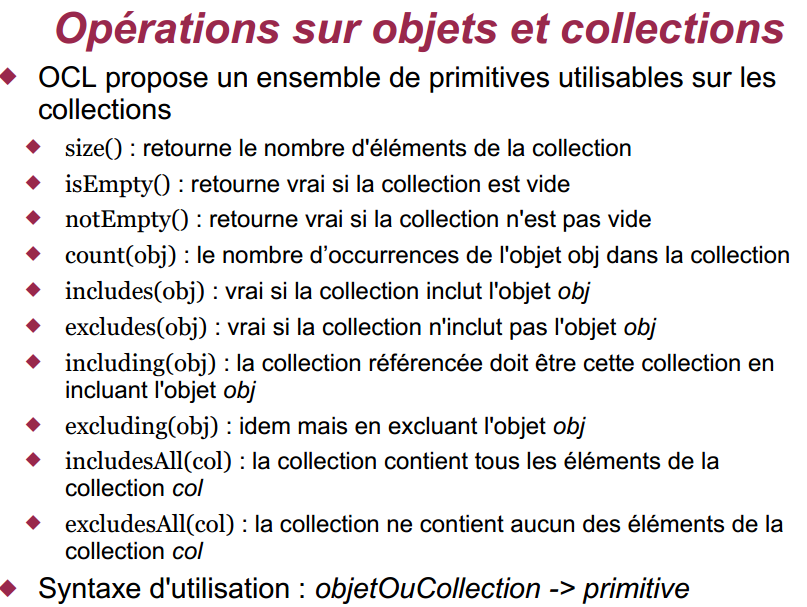 Opérations sur objets et collections
OCL propose un ensemble de primitives utilisables sur les
collections
size() : retourne le nombre d'éléments de la collection
isEmpty() : retourne vrai si la collection est vide
notEmpty() : retourne vrai si la collection n'est pas vide
count(obj) : le nombre d’occurrences de l'objet obj dans la collection
includes(obj) : vrai si la collection inclut l'objet obj
excludes(obj) : vrai si la collection n'inclut pas l'objet obj
including(obj) : la collection référencée doit être cette collection en
incluant l'objet obj
excluding(obj) : idem mais en excluant l'objet obj
includesAll(col) : la collection contient tous les éléments de la
collection col
excludesAll(col) : la collection ne contient aucun des éléments de la
collection col
Syntaxe d'utilisation : objetOuCollection -> primitive